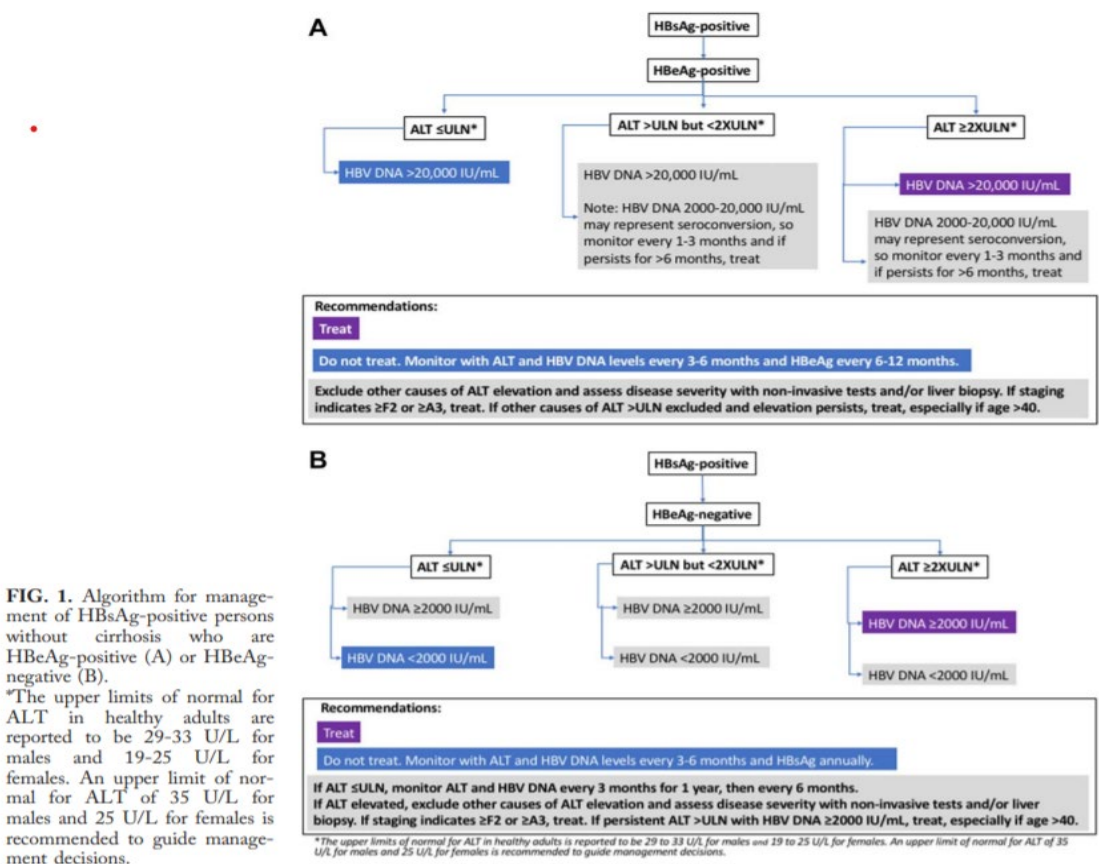 A
HBsAg-positive
HBeAg-positive
ALT ≤ULN*
ALT >ULN but <2XULN*
ALT ≥2XULN*
HBV DNA >20,000 IU/mL
HBV DNA >20,000 IU/mL
Note: HBV DNA 2000-20,000 IU/mL
may represent seroconversion, so
monitor every 1-3 months and if
persists for >6 months, treat
HBV DNA >20,000 IU/mL
HBV DNA 2000-20,000 IU/mL
may represent seroconversion,
so monitor every 1-3 months and
if persists for >6 months, treat
Recommendations:
Treat
Do not treat. Monitor with ALT and HBV DNA levels every 3-6 months and HBeAg every 6-12 months.
Exclude other causes of ALT elevation and assess disease severity with non-invasive tests and/or liver biopsy. If staging
indicates ≥F2 or ≥A3, treat. If other causes of ALT >ULN excluded and elevation persists, treat, especially if age >40.
B
HBsAg-positive
HBeAg-negative
ALT ≤ULN*
ALT >ULN but <2XULN*
ALT ≥2XULN*
HBV DNA ≥2000 IU/mL
HBV DNA <2000 IU/mL
HBV DNA ≥2000 IU/mL
HBV DNA <2000 IU/mL
HBV DNA ≥2000 IU/mL
HBV DNA <2000 IU/mL
Recommendations:
Treat
Do not treat. Monitor with ALT and HBV DNA levels every 3-6 months and HBsAg annually.
If ALT ≤ULN, monitor ALT and HBV DNA every 3 months for 1 year, then every 6 months.
If ALT elevated, exclude other causes of ALT elevation and assess disease severity with non-invasive tests and/or liver
biopsy. If staging indicates ≥F2 or ≥A3, treat. If persistent ALT >ULN with HBV DNA ≥2000 IU/mL, treat, especially if age >40.
*The upper limits of normal for ALT in healthy adults is reported to be 29 to 33 U/L for males and 19 to 25 U/L for females. An upper limit of normal for ALT of 35
U/L for males and 25 U/L for females is recommended to guide management decisions.
FIG. 1. Algorithm for manage-
ment of HBsAg-positive persons
without cirrhosis who are
HBeAg-positive (A) or HBeAg-
negative (B).
*The upper limits of normal for
ALT in healthy adults are
reported to be 29-33 U/L for
males and 19-25 U/L for
females. An upper limit of nor-
mal for ALT of 35 U/L for
males and 25 U/L for females is
recommended to guide manage-
ment decisions.